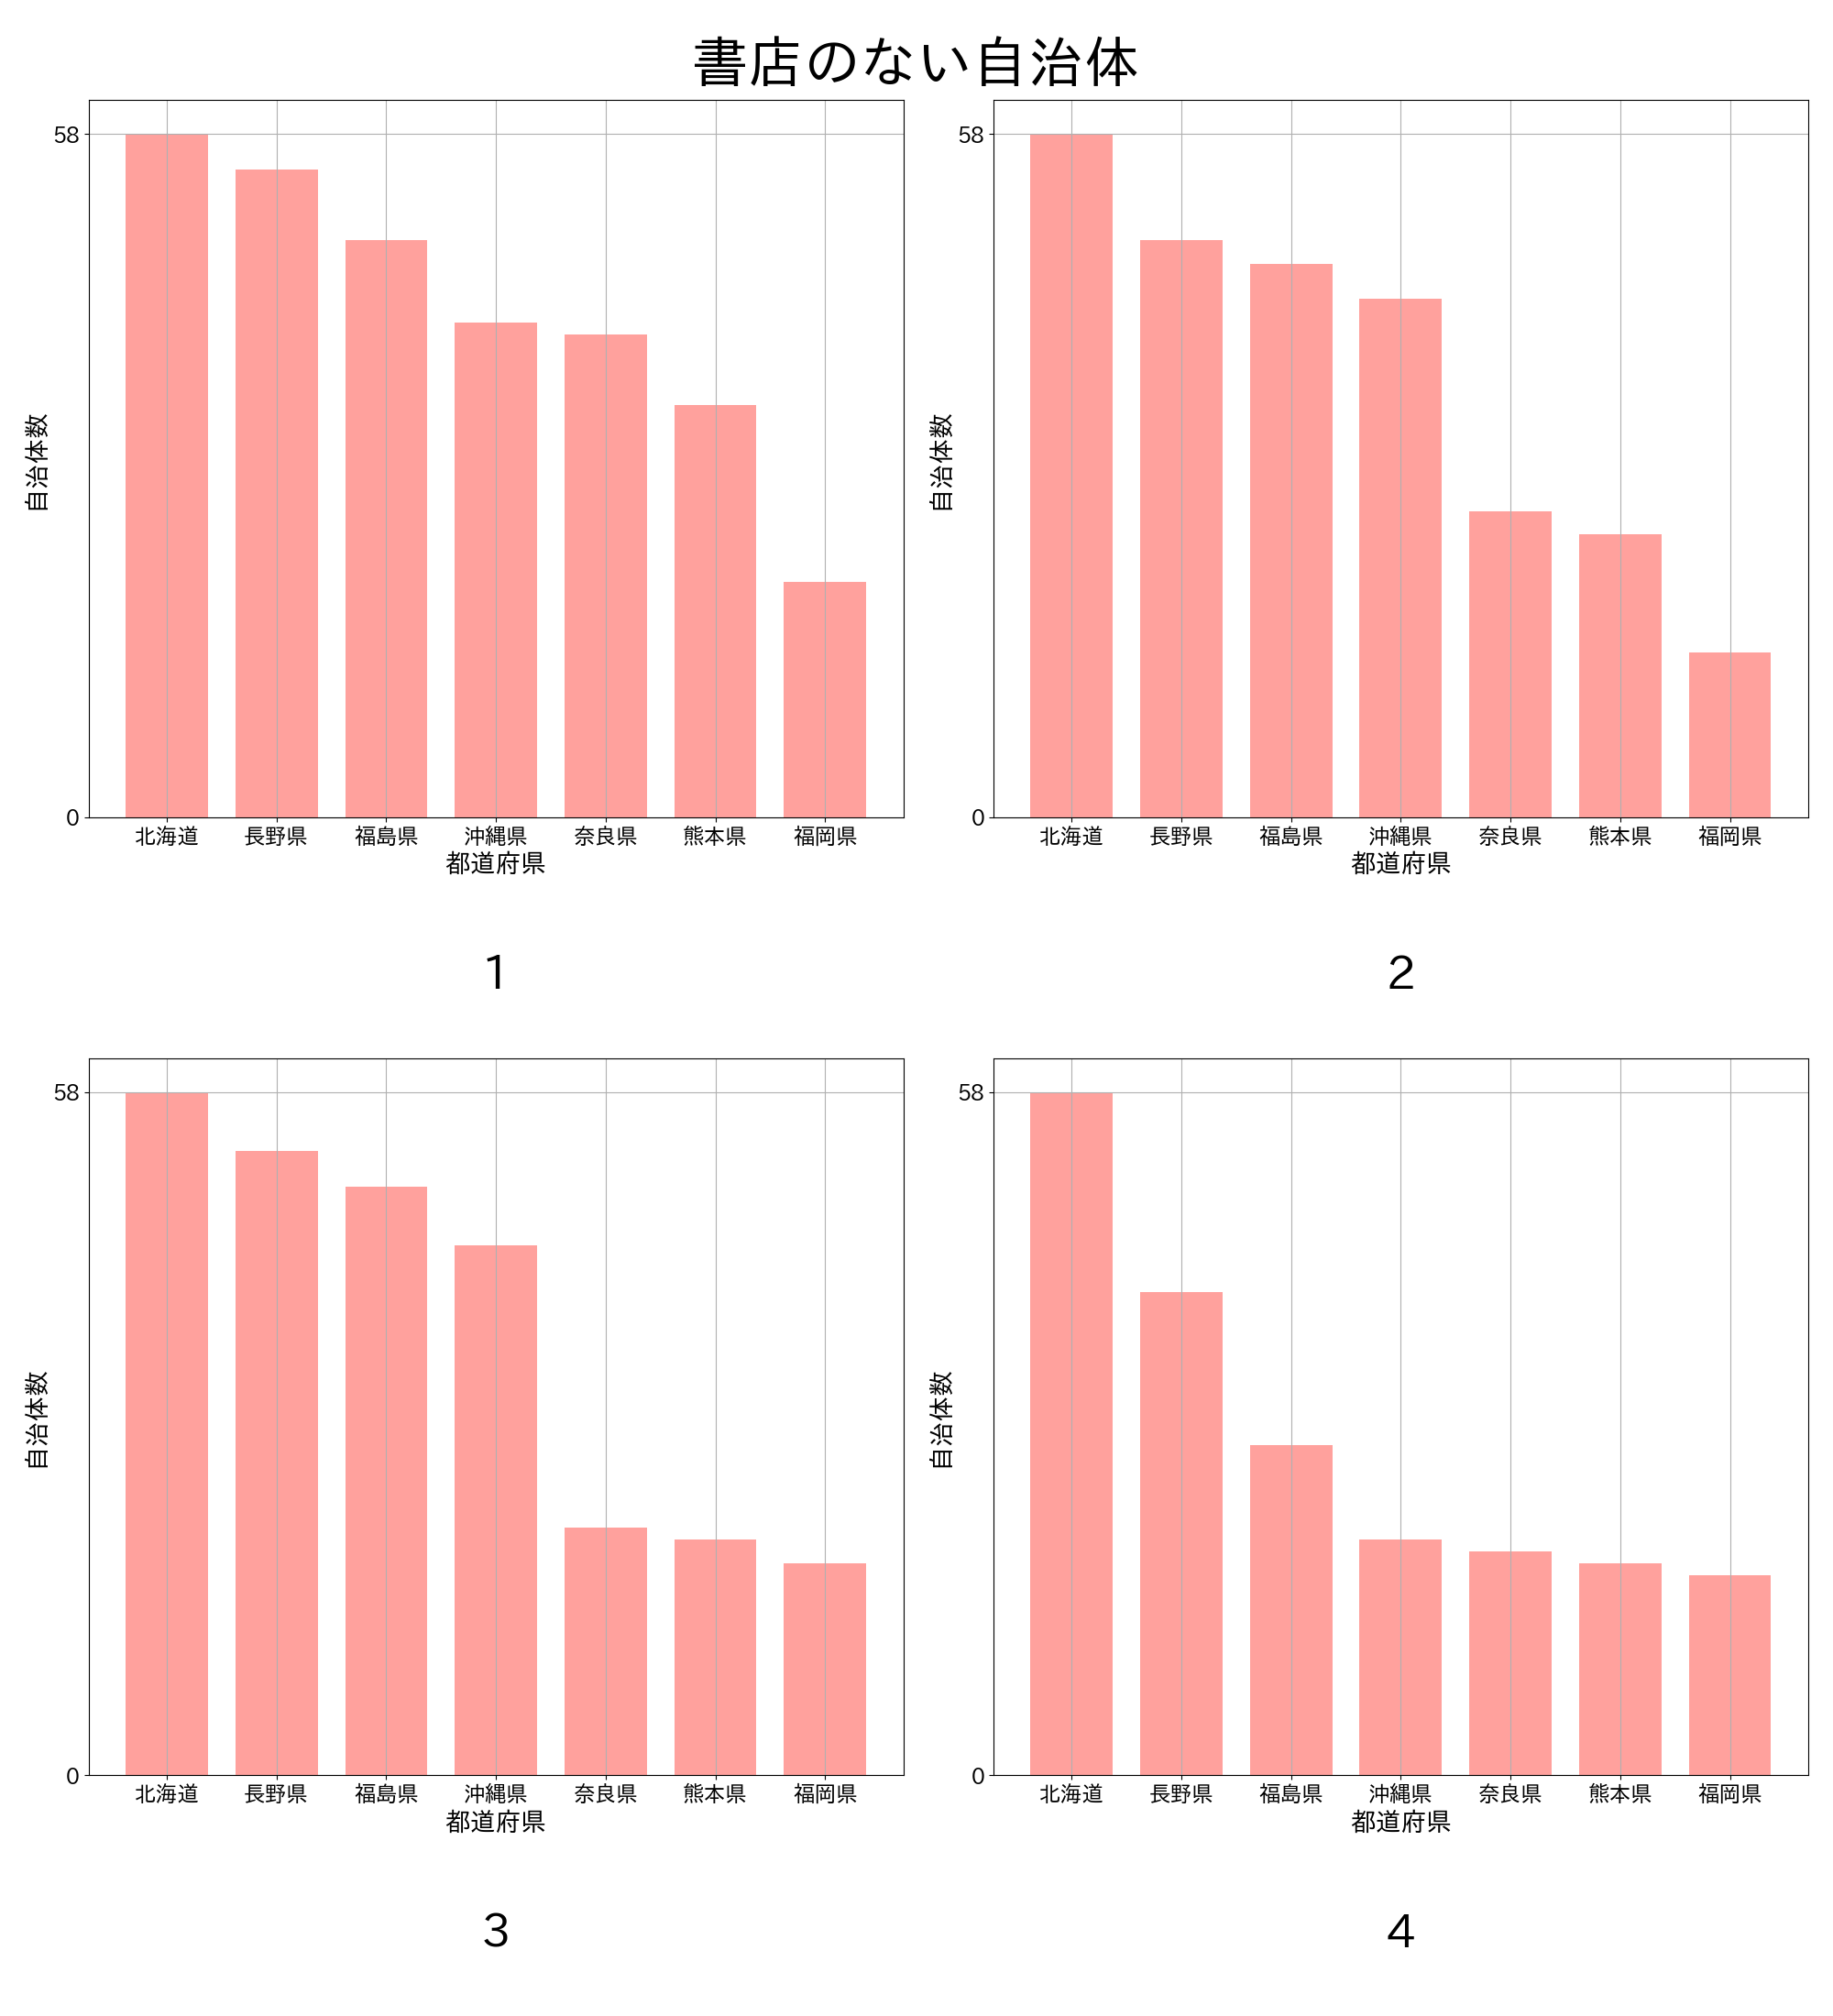 書店のない自治体
58
0
自治体数
北海道 長野県 福島県 沖縄県 奈良県 熊本県 福岡県
都道府県
1
58
0
自治体数
北海道 長野県 福島県 沖縄県 奈良県 熊本県 福岡県
都道府県
2
58
0
自治体数
北海道 長野県 福島県 沖縄県 奈良県 熊本県 福岡県
都道府県
3
58
0
自治体数
北海道 長野県 福島県 沖縄県 奈良県 熊本県 福岡県
都道府県
4